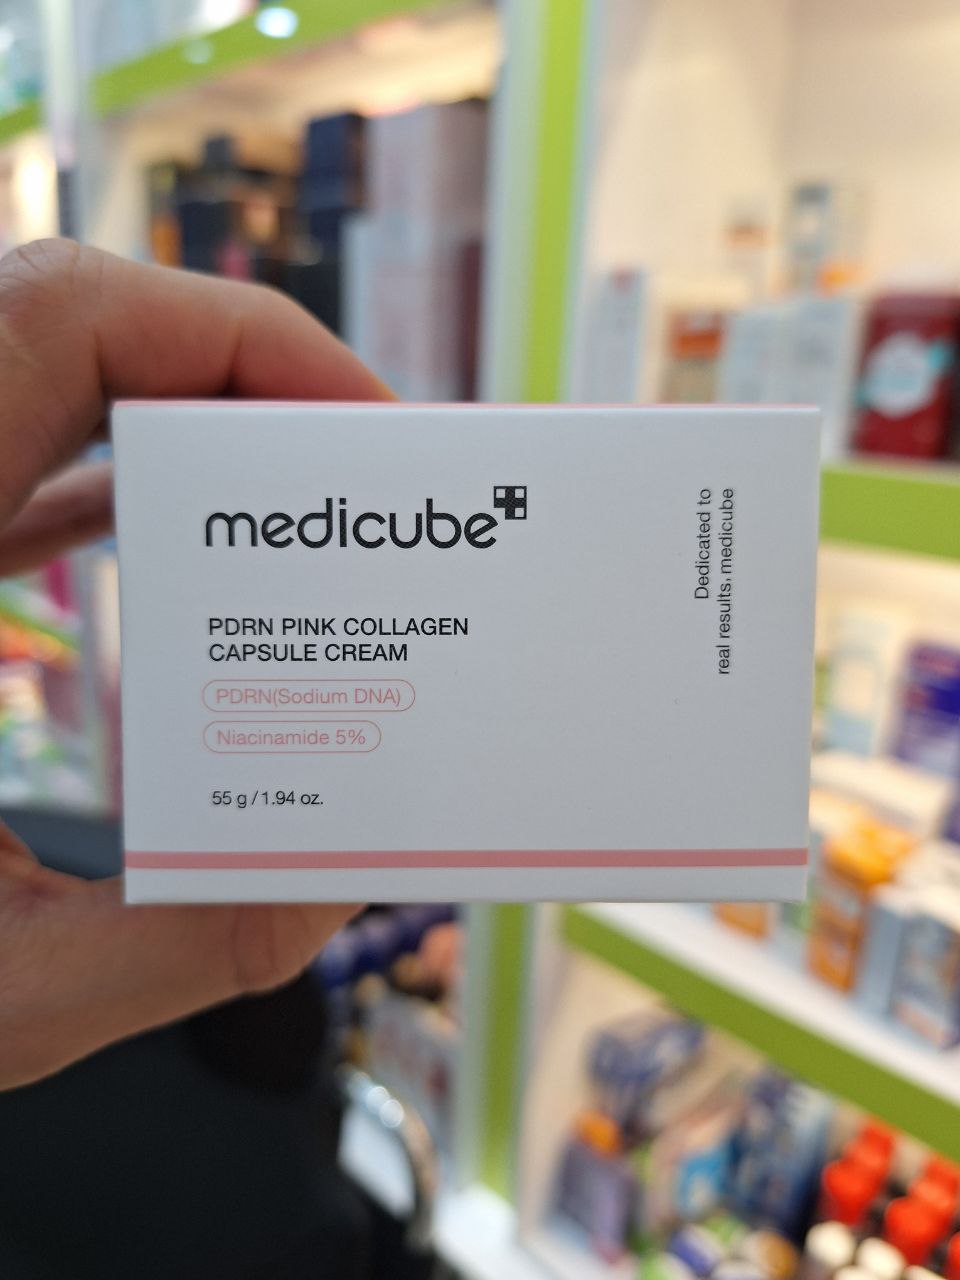 medicube
PDRN PINK COLLAGEN
CAPSULE CREAM
PDRN(Sodium DNA)
Niacinamide 5%
55 g / 1.94 oz.
Dedicated to
real results, medicube